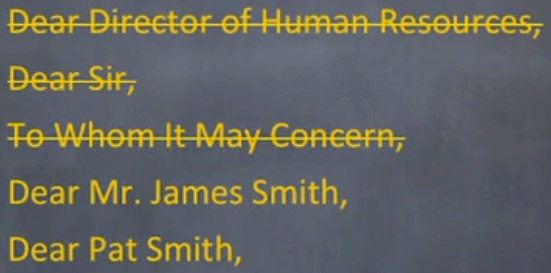 Dear Director of Human Resources,
Dear Sir,
To Whom It May Concern,
Dear Mr. James Smith,
Dear Pat Smith,